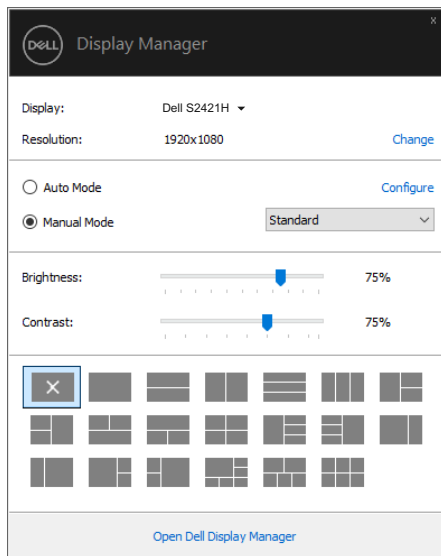 x
DELL Display Manager
Display: Dell S2421H
Resolution: 1920x1080 Change
Auto Mode Configure
Manual Mode Standard
Brightness: 75%
Contrast: 75%
Open Dell Display Manager